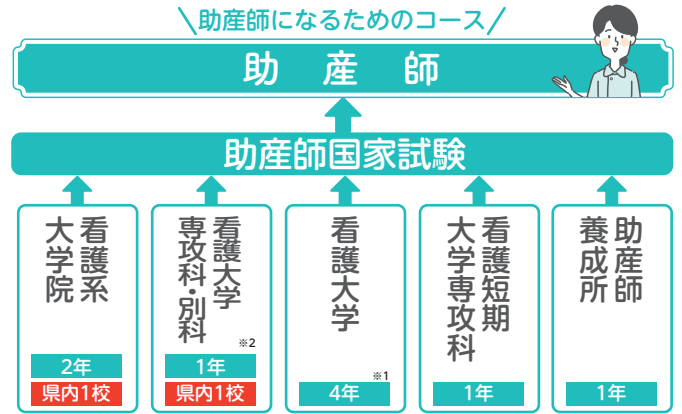 助産師になるためのコース
助産師
助産師国家試験
看護系
大学院
2年
県内1校
看護大学
専攻科・別科
※2
1年
県内1校
看護大学
※1
4年
看護短期
大学専攻科
1年
助産師
養成所
1年